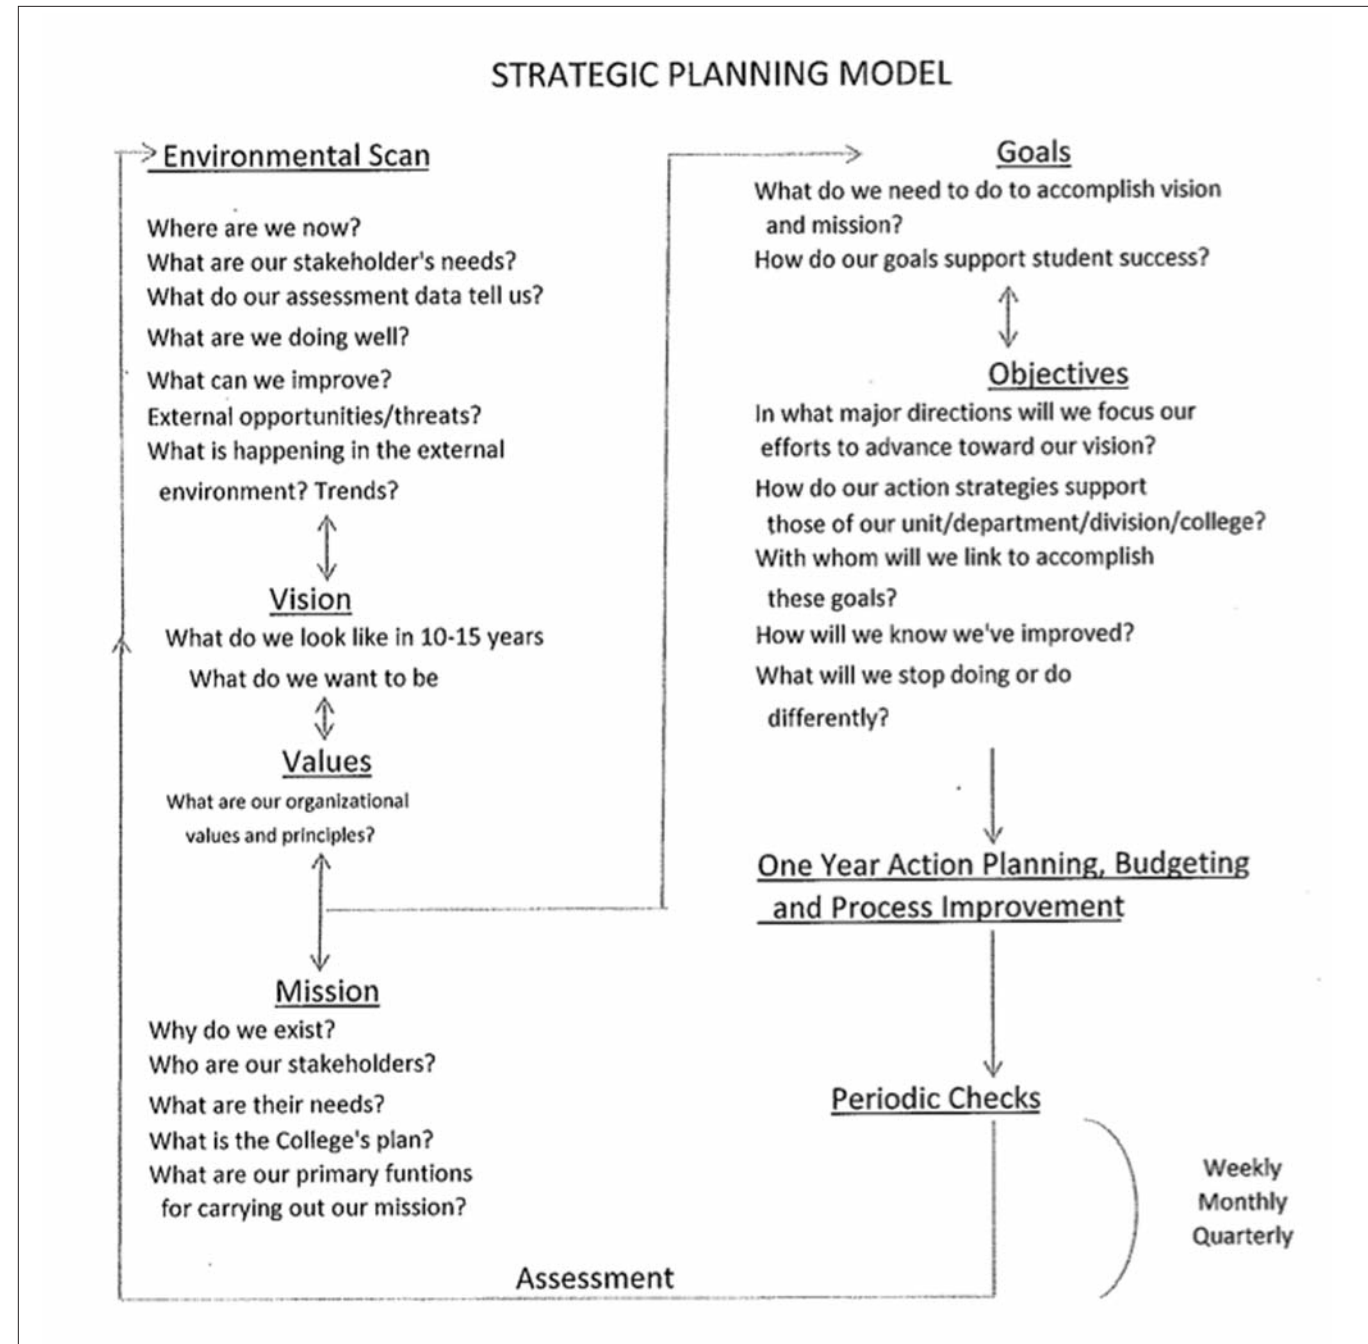 STRATEGIC PLANNING MODEL
Environmental Scan
Where are we now?
What are our stakeholder's needs?
What do our assessment data tell us?
What are we doing well?
What can we improve?
External opportunities/threats?
What is happening in the external
environment? Trends?
Vision
What do we look like in 10-15 years
What do we want to be
Values
What are our organizational
values and principles?
Mission
Why do we exist?
Who are our stakeholders?
What are their needs?
What is the College's plan?
What are our primary funtions
for carrying out our mission?
Goals
What do we need to do to accomplish vision
and mission?
How do our goals support student success?
Objectives
In what major directions will we focus our
efforts to advance toward our vision?
How do our action strategies support
those of our unit/department/division/college?
With whom will we link to accomplish
these goals?
How will we know we've improved?
What will we stop doing or do
differently?
One Year Action Planning, Budgeting
and Process Improvement
Periodic Checks
Weekly
Monthly
Quarterly
Assessment